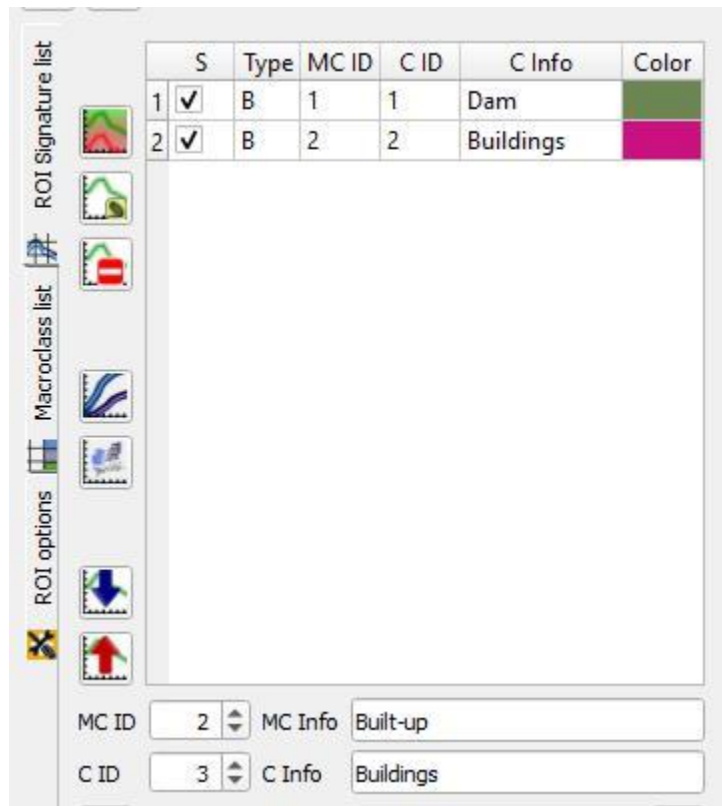 ROI Signature list
Macroclass list
ROI options
S Type MC ID C ID C Info Color
1 B 1 1 Dam
2 B 2 2 Buildings
MC ID 2 MC Info Built-up
C ID 3 C Info Buildings